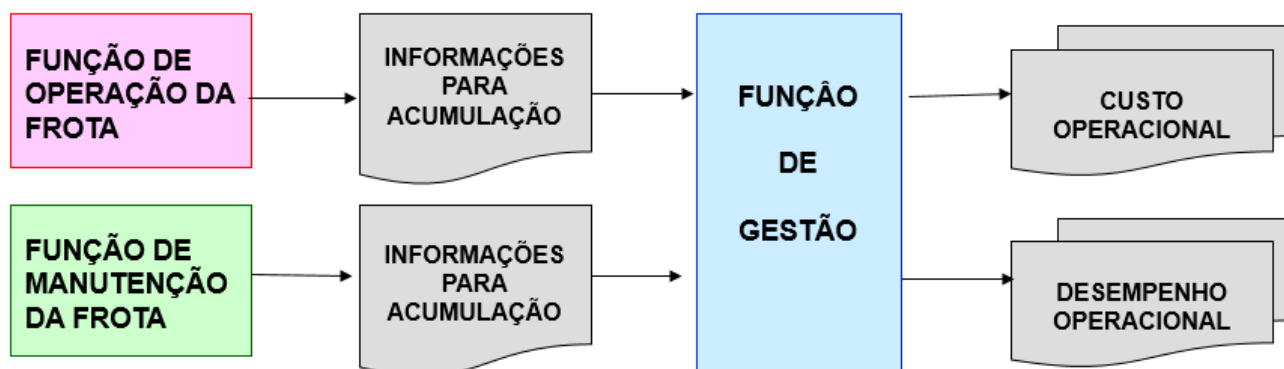 FUNÇÃO DE
OPERAÇÃO DA
FROTA
INFORMAÇÕES
PARA
ACUMULAÇÃO
FUNÇÂO
DE
GESTÃO
CUSTO
OPERACIONAL
FUNÇÃO DE
MANUTENÇÃO
DA FROTA
INFORMAÇÕES
PARA
ACUMULAÇÃO
DESEMPENHO
OPERACIONAL